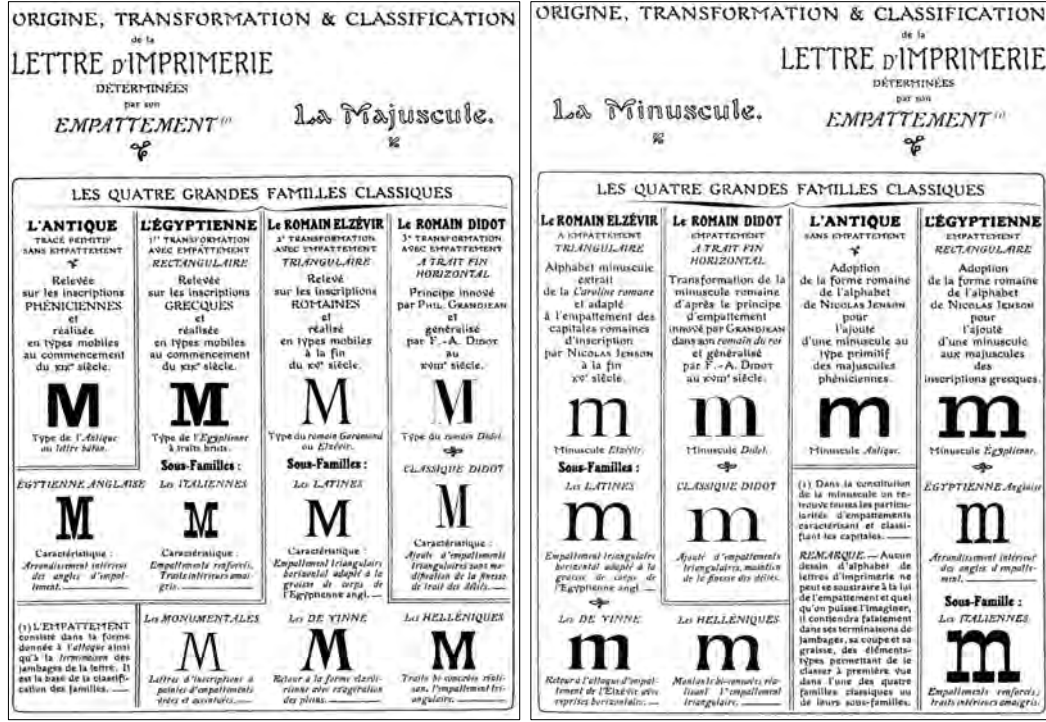 ORIGINE, TRANSFORMATION & CLASSIFICATION
de la
LETTRE D'IMPRIMERIE
DÉTERMINÉES
par son
EMPATTEMENT (1)
La Majuscule.
LES QUATRE GRANDES FAMILLES CLASSIQUES
L'ANTIQUE
TRACÉ PRIMITIF
SANS EMPATTEMENT
Relevée
sur les inscriptions
PHÉNICIENNES
et
réalisée
en types mobiles
au commencement
du XIXe siècle.
M
Type de l'Antique
ou lettre bâton.
L'ÉGYPTIENNE
1re TRANSFORMATION
AVEC EMPATTEMENT
RECTANGULAIRE
Relevée
sur les inscriptions
GRECQUES
et
réalisée
en types mobiles
au commencement
du XIXe siècle.
M
Type de l'Egyptienne
à traits bruts.
Le ROMAIN ELZÉVIR
2e TRANSFORMATION
AVEC EMPATTEMENT
TRIANGULAIRE
Relevé
sur les inscriptions
ROMAINES
et
réalisé
en types mobiles
à la fin
du XVe siècle.
M
Type du romain Garamond
ou Elzévir.
Le ROMAIN DIDOT
3e TRANSFORMATION
AVEC EMPATTEMENT
A TRAIT FIN
HORIZONTAL
Principe innové
par PHIL. GRANDJEAN
et
généralisé
par F.-A. DIDOT
au
XVIIIe siècle.
M
Type du romain Didot.
ÉGYTIENNE ANGLAISE
M
Caractéristique :
Arrondissement intérieur
des angles d'empat-
tement.
Sous-Familles :
Les ITALIENNES
M
Caractéristique :
Empattements renforcés,
Traits intérieurs amai-
gris.
Sous-Familles :
Les LATINES
M
Caractéristique :
Empattement triangulaire
horizontal adapté à la
graisse de corps de
l'Egyptienne angl.
CLASSIQUE DIDOT
M
Caractéristique :
Ajouté d'empattements
triangulaires sans mo-
dification de la finesse
de trait des déliés.
(1) L'EMPATTEMENT
consiste dans la forme
donnée à l'attaque ainsi
qu'à la terminaison des
jambages de la lettre. Il
est la base de la classifi-
cation des familles.
Les MONUMENTALES
M
Lettres d'inscriptions à
pointes d'empattements
Les DE VINNE
M
Retour à la forme elzévi-
rienne avec exagération
des pleins.
Les HELLÉNIQUES
M
Traits bi-concaves réali-
sant l'empattement tri-
angulaire.
ORIGINE, TRANSFORMATION & CLASSIFICATION
de la
LETTRE D'IMPRIMERIE
DÉTERMINÉES
par son
EMPATTEMENT (1)
La Minuscule.
LES QUATRE GRANDES FAMILLES CLASSIQUES
Le ROMAIN ELZÉVIR
A EMPATTEMENT
TRIANGULAIRE
Alphabet minuscule
extrait
de la Caroline romane
et adapté
à l'empattement des
capitales romaines
d'inscription
par NICOLAS JENSON
à la fin
XVe siècle.
m
Minuscule Elzévir.
Le ROMAIN DIDOT
EMPATTEMENT
A TRAIT FIN
HORIZONTAL
Transformation de la
minuscule romaine
d'après le principe
d'empattement
innové par GRANDJEAN
dans son romain du roi
et généralisé
par F.-A. DIDOT
au XVIIIe siècle.
m
Minuscule Didot.
L'ANTIQUE
SANS EMPATTEMENT
Adoption
de la forme romaine
de l'alphabet
de NICOLAS JENSON
pour
l'ajouté
d'une minuscule au
type primitif
des majuscules
phéniciennes.
m
Minuscule Antique.
L'ÉGYPTIENNE
EMPATTEMENT
RECTANGULAIRE
Adoption
de la forme romaine
de l'alphabet
de NICOLAS JENSON
pour
l'ajouté
d'une minuscule
aux majuscules
des
inscriptions grecques.
m
Minuscule Égyptienne.
Sous-Familles :
Les LATINES
m
Empattement triangulaire
horizontal adapté à la
graisse de corps de
l'Egyptienne angl.
CLASSIQUE DIDOT
m
Ajouté d'empattements
triangulaires, maintien
de la finesse des déliés.
(1) Dans la constitution
de la minuscule on re-
trouve toutes les particu-
larités d'empattements
caractérisant et classi-
fiant les capitales.
REMARQUE. — Aucun
dessin d'alphabet de
lettres d'imprimerie ne
peut se soustraire à la loi
de l'empattement et quel
qu'on puisse l'imaginer,
il contiendra fatalement
dans ses terminaisons de
jambages, sa coupe et sa
graisse, des éléments-
types permettant de le
classer à première vue
dans l'une des quatre
familles classiques ou
de leurs sous-familles.
EGYPTIENNE Anglaise
m
Arrondissement intérieur
des angles d'empatte-
ment.
Les DE VINNE
m
Retour à l'attaque d'empat-
tement de l'Elzévir avec
reprises horizontales.
Les HELLÉNIQUES
m
Montants bi-concaves réa-
lisant l'empattement
triangulaire.
Sous-Famille :
Les ITALIENNES
m
Empattements renforcés,
traits intérieurs amaigris.